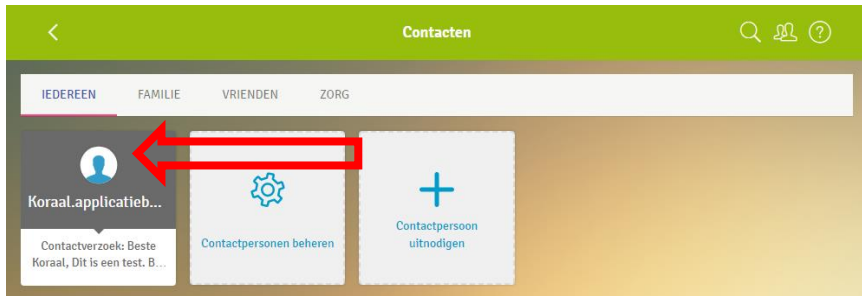 Contacten
IEDEREEN FAMILIE VRIENDEN ZORG
Koraal.applicatieb...
Contactverzoek: Beste
Koraal, Dit is een test. B...
Contactpersonen beheren
Contactpersoon
uitnodigen